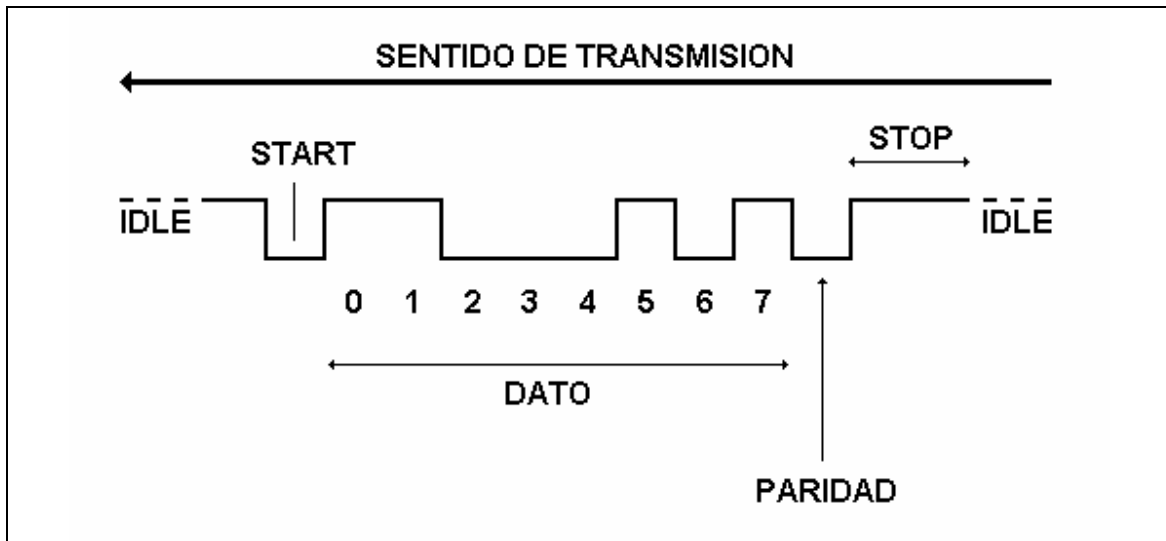 SENTIDO DE TRANSMISION
STOP
START
IDLE IDLE
0 1 2 3 4 5 6 7
DATO
PARIDAD